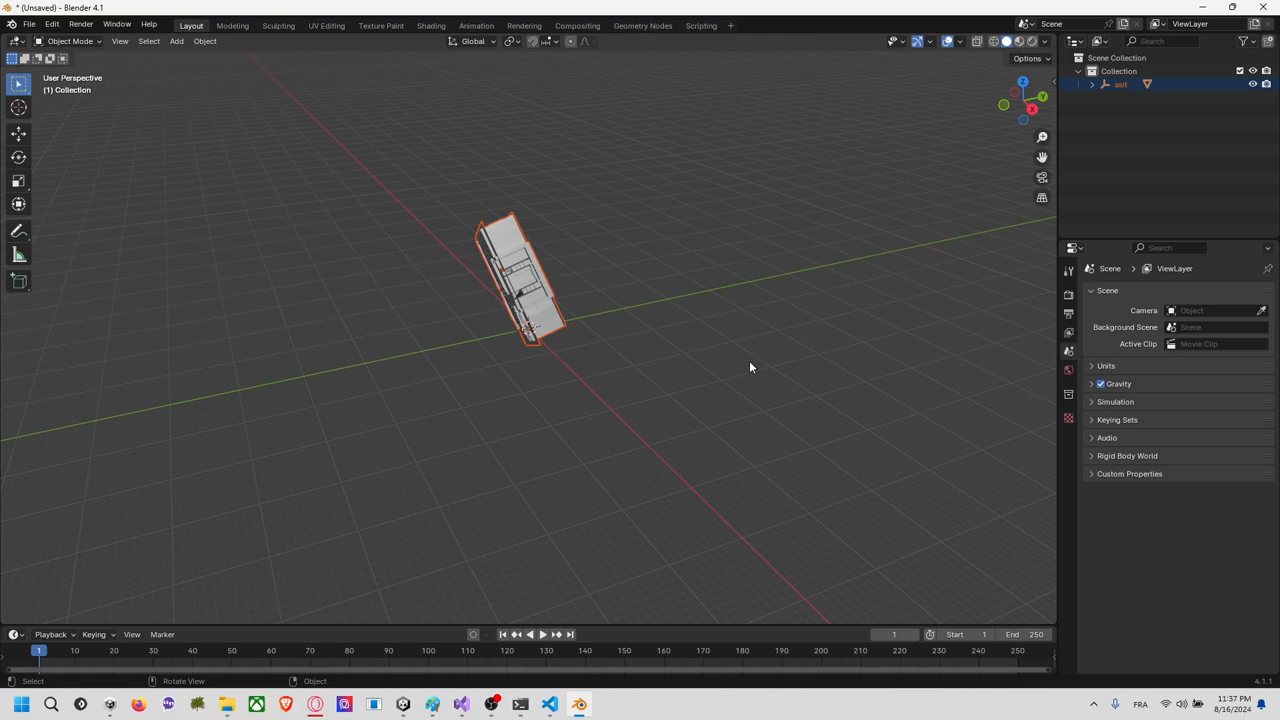 * (Unsaved) - Blender 4.1
File Edit Render Window Help Layout Modeling Sculpting UV Editing Texture Paint Shading Animation Rendering Compositing Geometry Nodes Scripting + Scene ViewLayer
Object Mode View Select Add Object Global Search
Options
User Perspective
(1) Collection
Scene Collection
Collection
asit
Z
Y
X
Search
Scene > ViewLayer
Scene
Camera Object
Background Scene Scene
Active Clip Movie Clip
Units
Gravity
Simulation
Keying Sets
Audio
Rigid Body World
Custom Properties
Playback Keying View Marker 1 Start 1 End 250
1 10 20 30 40 50 60 70 80 90 100 110 120 130 140 150 160 170 180 190 200 210 220 230 240 250
Select Rotate View Object 4.1.1
FRA 11:37 PM
8/16/2024